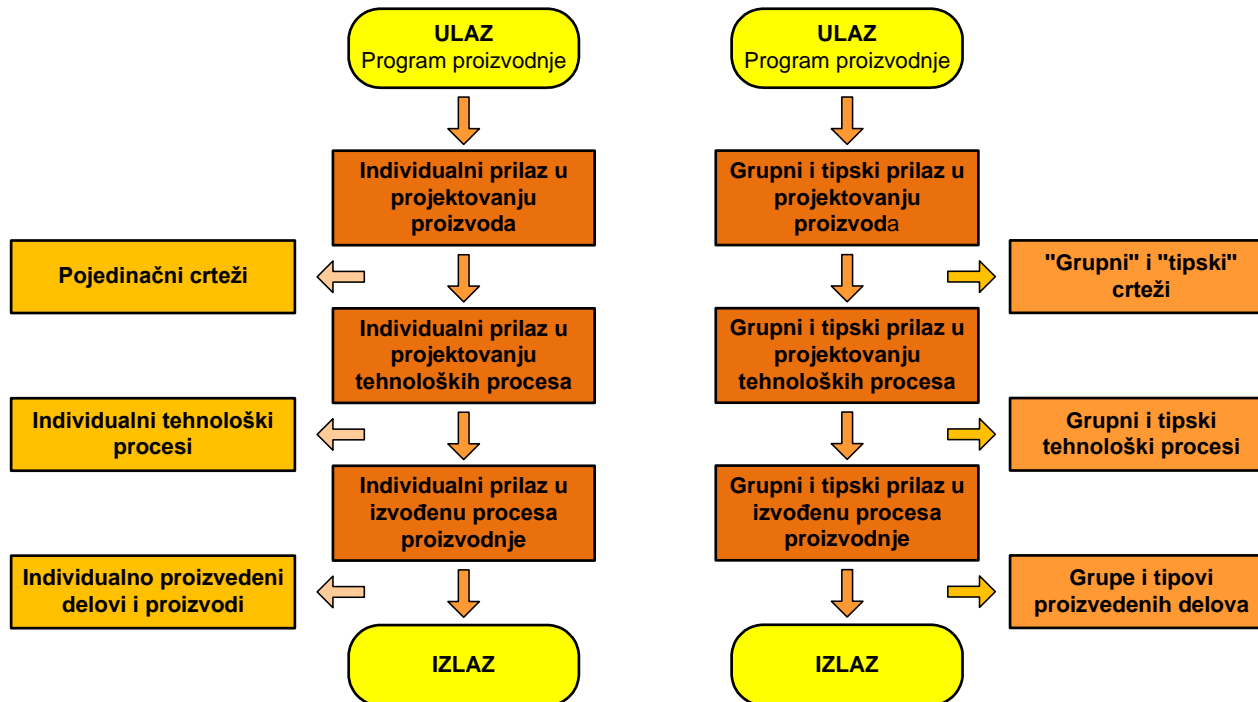 ULAZ
Program proizvodnje
Individualni prilaz u
projektovanju
proizvoda
Pojedinačni crteži
Individualni prilaz u
projektovanju
tehnoloških procesa
Individualni tehnološki
procesi
Individualni prilaz u
izvođenu procesa
proizvodnje
Individualno proizvedeni
delovi i proizvodi
IZLAZ
ULAZ
Program proizvodnje
Grupni i tipski prilaz u
projektovanju
proizvoda
"Grupni" i "tipski"
crteži
Grupni i tipski prilaz u
projektovanju
tehnoloških procesa
Grupni i tipski
tehnološki procesi
Grupni i tipski prilaz u
izvođenu procesa
proizvodnje
Grupe i tipovi
proizvedenih delova
IZLAZ